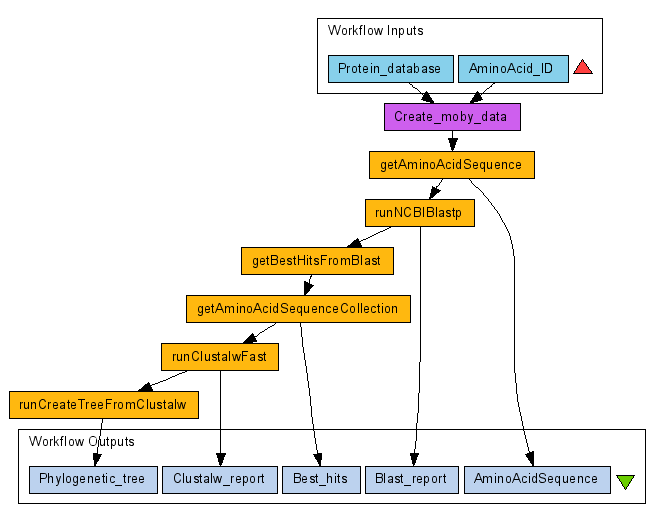 Workflow Inputs
Protein_database
AminoAcid_ID
Create_moby_data
getAminoAcidSequence
runNCBIBlastp
getBestHitsFromBlast
getAminoAcidSequenceCollection
runClustalwFast
runCreateTreeFromClustalw
Workflow Outputs
Phylogenetic_tree
Clustalw_report
Best_hits
Blast_report
AminoAcidSequence